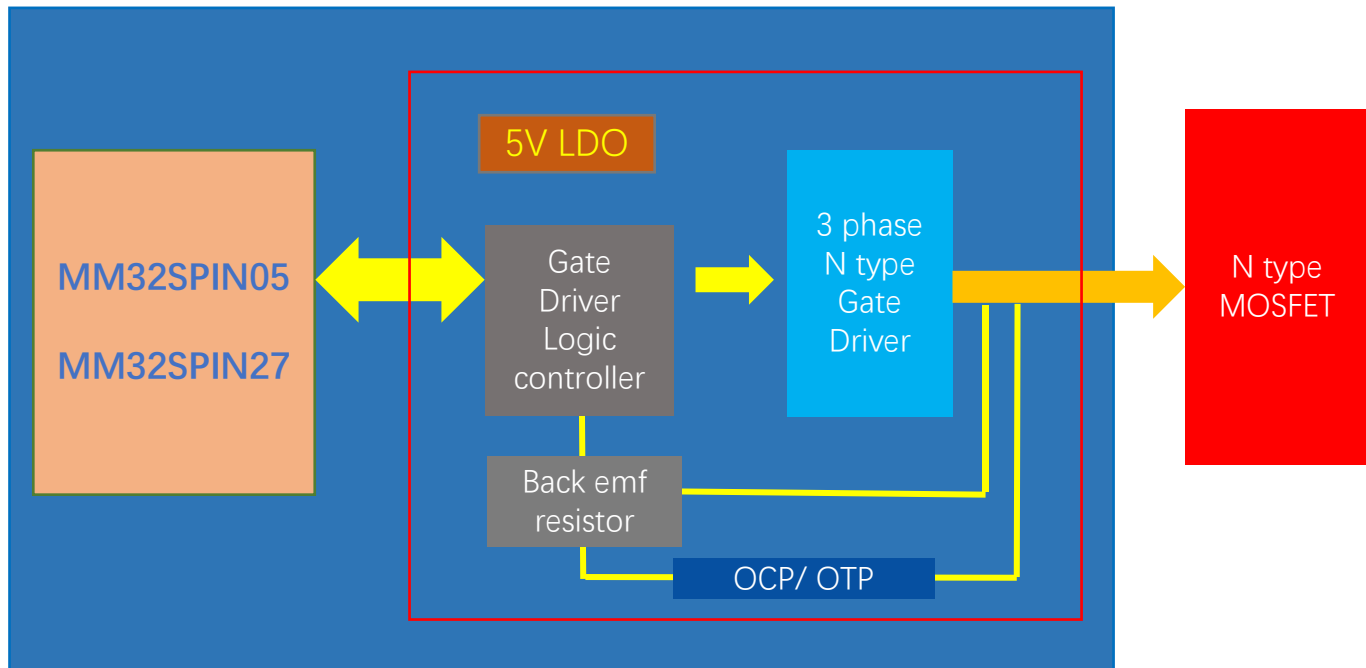 5V LDO
MM32SPIN05
MM32SPIN27
Gate
Driver
Logic
controller
3 phase
N type
Gate
Driver
N type
MOSFET
Back emf
resistor
OCP/ OTP